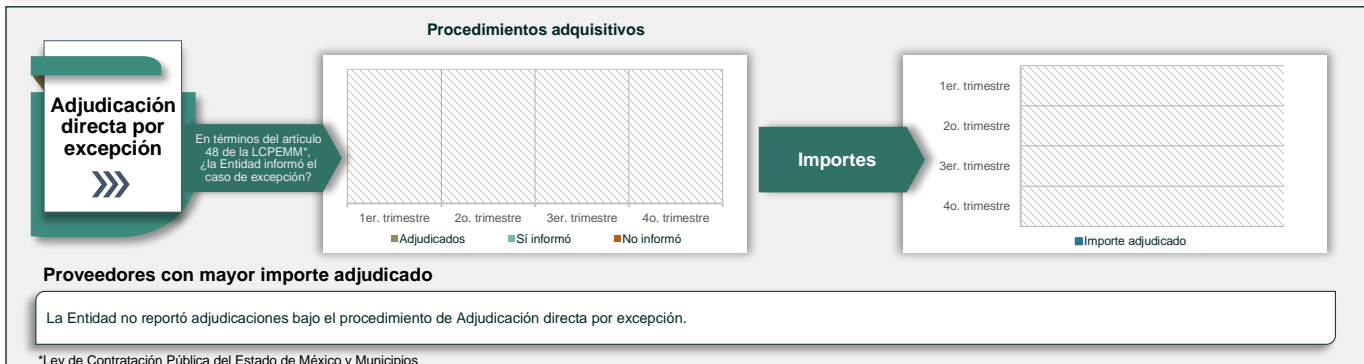 Procedimientos adquisitivos
Adjudicación
directa por
excepción
En términos del artículo
48 de la LCPEMM*,
¿la Entidad informó el
caso de excepción?
1er. trimestre 2o. trimestre 3er. trimestre 4o. trimestre
Adjudicados Sí informó No informó
Importes
1er. trimestre
2o. trimestre
3er. trimestre
4o. trimestre
Importe adjudicado
Proveedores con mayor importe adjudicado
La Entidad no reportó adjudicaciones bajo el procedimiento de Adjudicación directa por excepción.
*Ley de Contratación Pública del Estado de México y Municipios